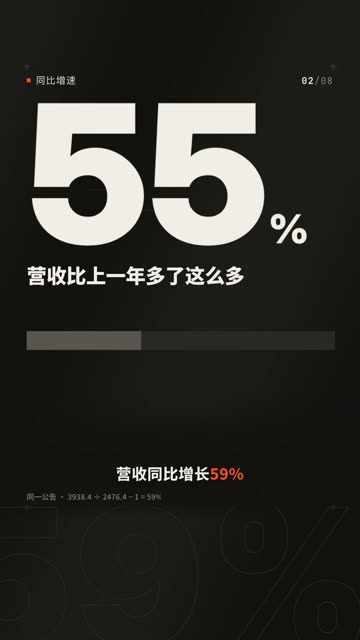 同比增速
02/08
55%
营收比上一年多了这么多
营收同比增长59%
同一公告 · 3938.4 ÷ 2476.4 − 1 = 59%
59%